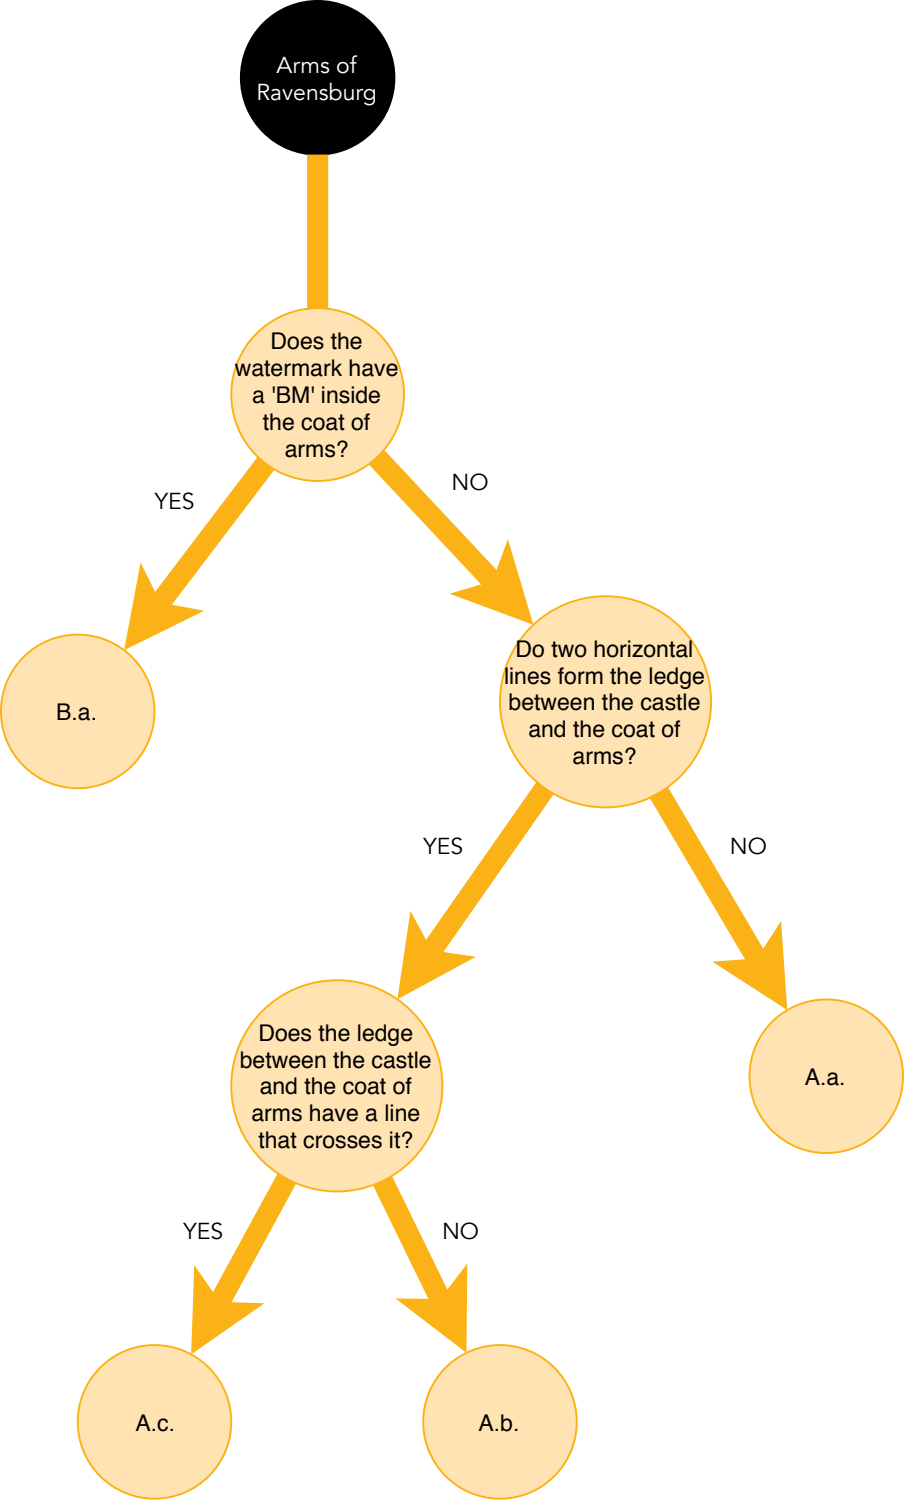 Arms of
Ravensburg
Does the
watermark have
a 'BM' inside
the coat of
arms?
YES
NO
B.a.
Do two horizontal
lines form the ledge
between the castle
and the coat of
arms?
YES
NO
Does the ledge
between the castle
and the coat of
arms have a line
that crosses it?
A.a.
YES
NO
A.c.
A.b.